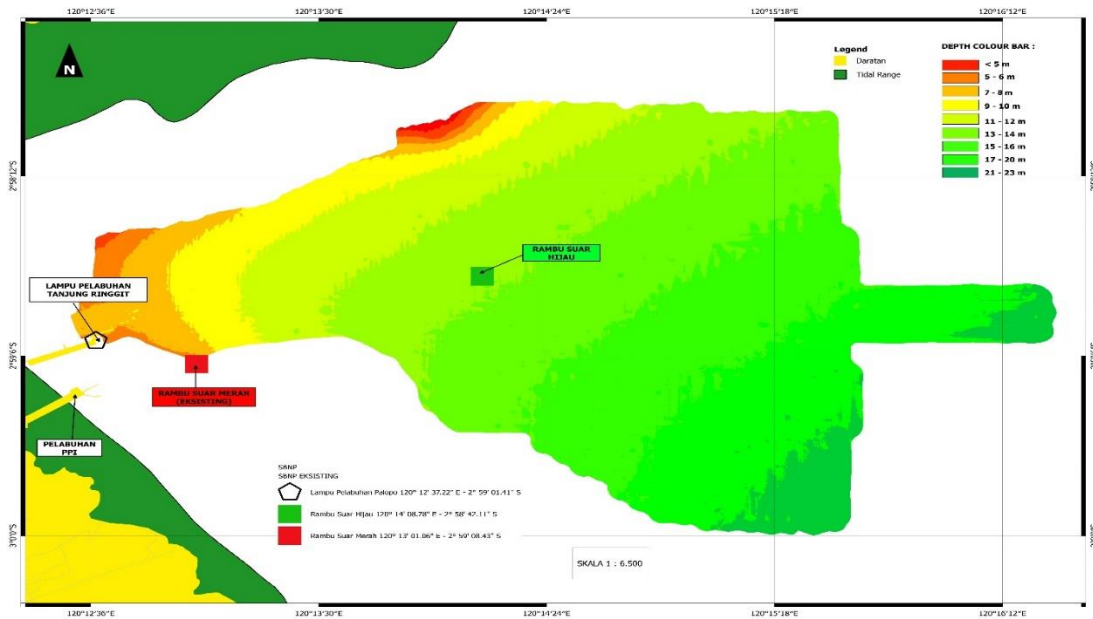 120°12'36"E
120°13'30"E
120°14'24"E
120°15'18"E
120°16'12"E
N
Legend
Daratan
Tidal Range
DEPTH COLOUR BAR :
< 5 m
5 - 6 m
7 - 8 m
9 - 10 m
11 - 12 m
13 - 14 m
15 - 16 m
17 - 20 m
21 - 23 m
2°58'12"S
RAMBU SUAR
HIJAU
LAMPU PELABUHAN
TANJUNG RINGGIT
RAMBU SUAR MERAH
(EKSISTING)
PELABUHAN
PPI
SBNP
SBNP EKSISTING
Lampu Pelabuhan Palopo 120° 12' 37.22" E - 2° 59' 01.41" S
Rambu Suar Hijau 120° 14' 08.78" E - 2° 58' 42.11" S
Rambu Suar Merah 120° 13' 01.06" E - 2° 59' 08.43" S
SKALA 1 : 6.500
3°0'0"S
120°12'36"E
120°13'30"E
120°14'24"E
120°15'18"E
120°16'12"E